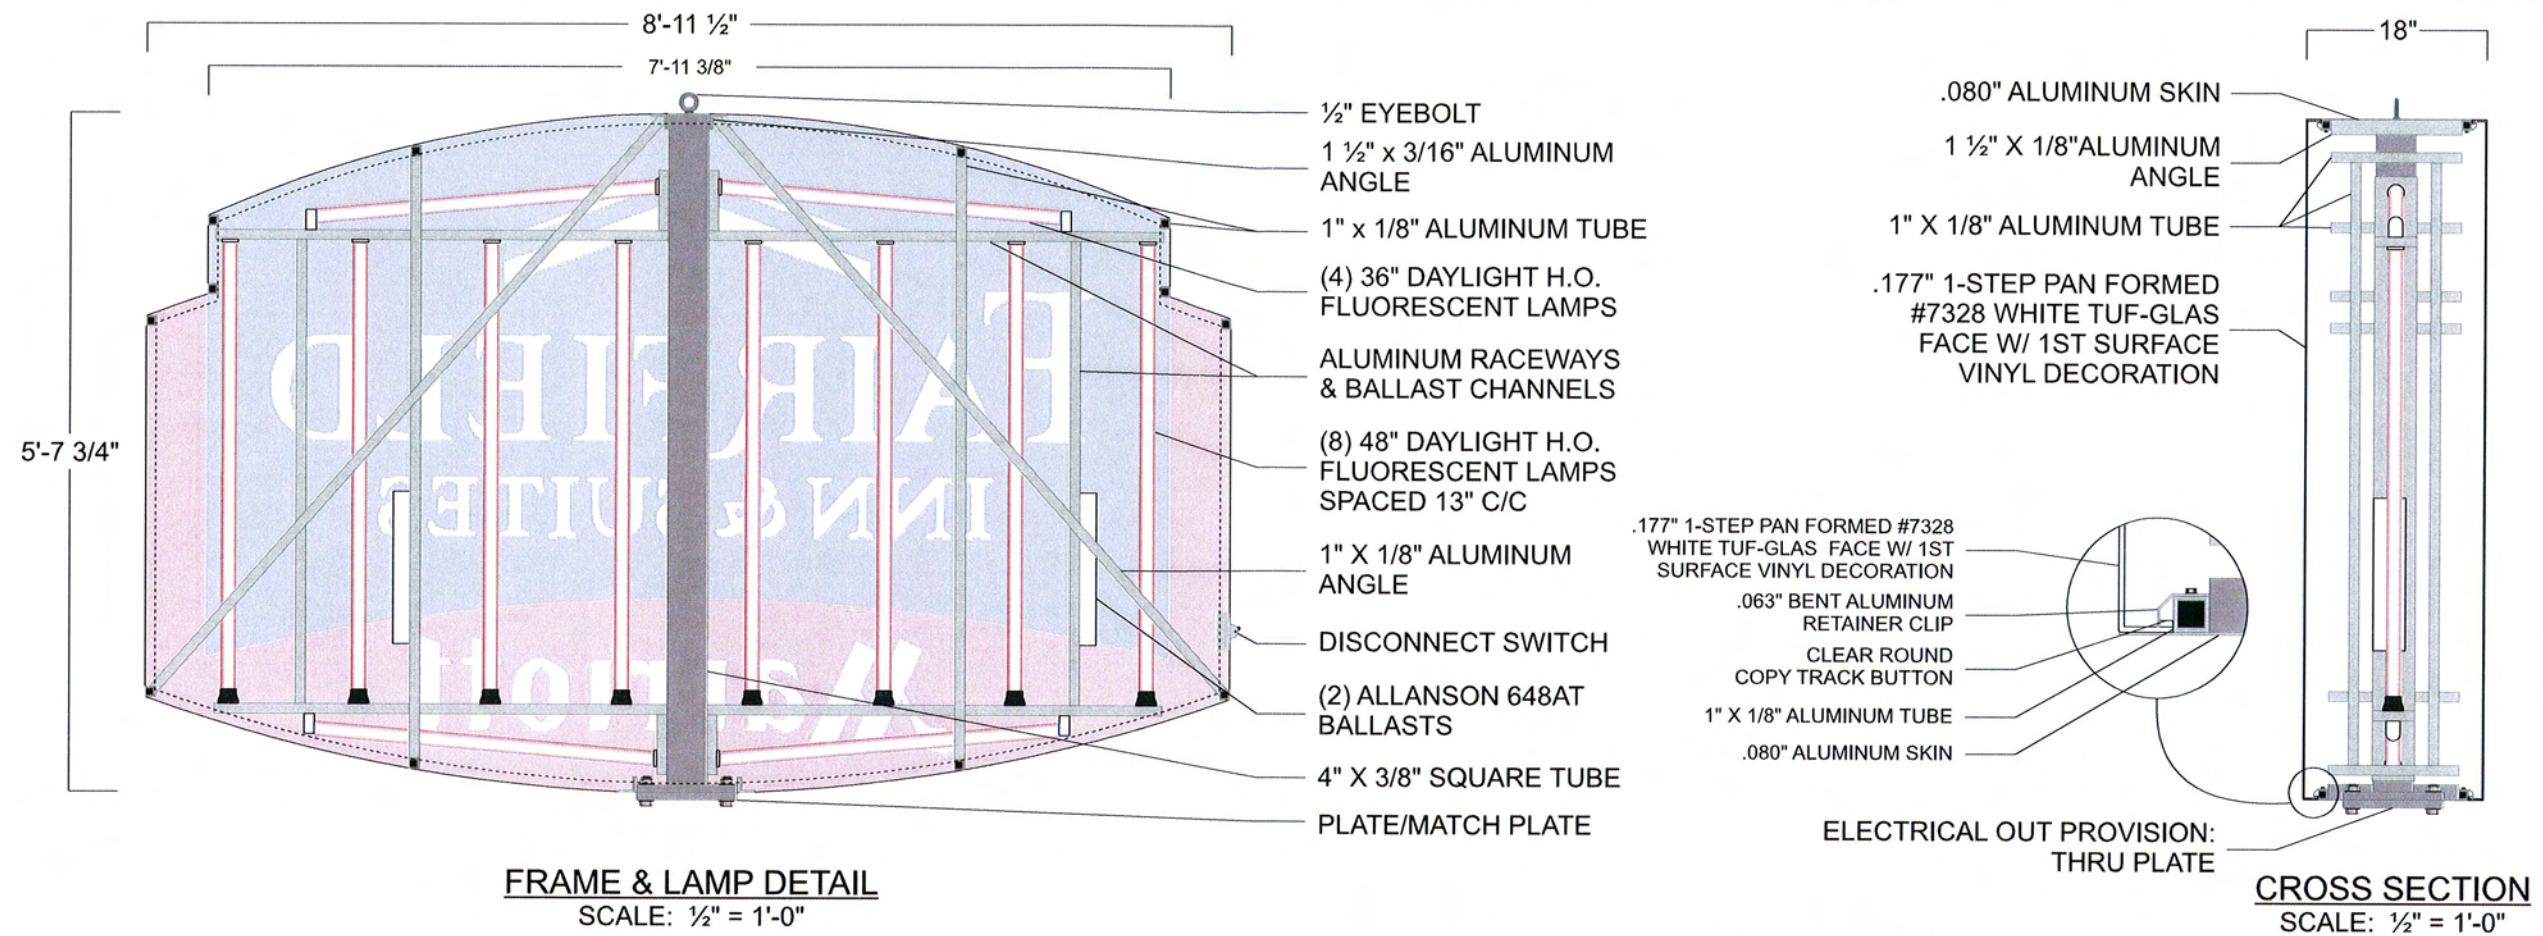 8'-11 ½"
7'-11 3/8"
5'-7 3/4"
FAIRFIELD
INN & SUITES
Marriott
½" EYEBOLT
1 ½" x 3/16" ALUMINUM
ANGLE
1" x 1/8" ALUMINUM TUBE
(4) 36" DAYLIGHT H.O.
FLUORESCENT LAMPS
ALUMINUM RACEWAYS
& BALLAST CHANNELS
(8) 48" DAYLIGHT H.O.
FLUORESCENT LAMPS
SPACED 13" C/C
1" X 1/8" ALUMINUM
ANGLE
DISCONNECT SWITCH
(2) ALLANSON 648AT
BALLASTS
4" X 3/8" SQUARE TUBE
PLATE/MATCH PLATE
FRAME & LAMP DETAIL
SCALE: ½" = 1'-0"
18"
.080" ALUMINUM SKIN
1 ½" X 1/8"ALUMINUM
ANGLE
1" X 1/8" ALUMINUM TUBE
.177" 1-STEP PAN FORMED
#7328 WHITE TUF-GLAS
FACE W/ 1ST SURFACE
VINYL DECORATION
.177" 1-STEP PAN FORMED #7328
WHITE TUF-GLAS FACE W/ 1ST
SURFACE VINYL DECORATION
.063" BENT ALUMINUM
RETAINER CLIP
CLEAR ROUND
COPY TRACK BUTTON
1" X 1/8" ALUMINUM TUBE
.080" ALUMINUM SKIN
ELECTRICAL OUT PROVISION:
THRU PLATE
CROSS SECTION
SCALE: ½" = 1'-0"